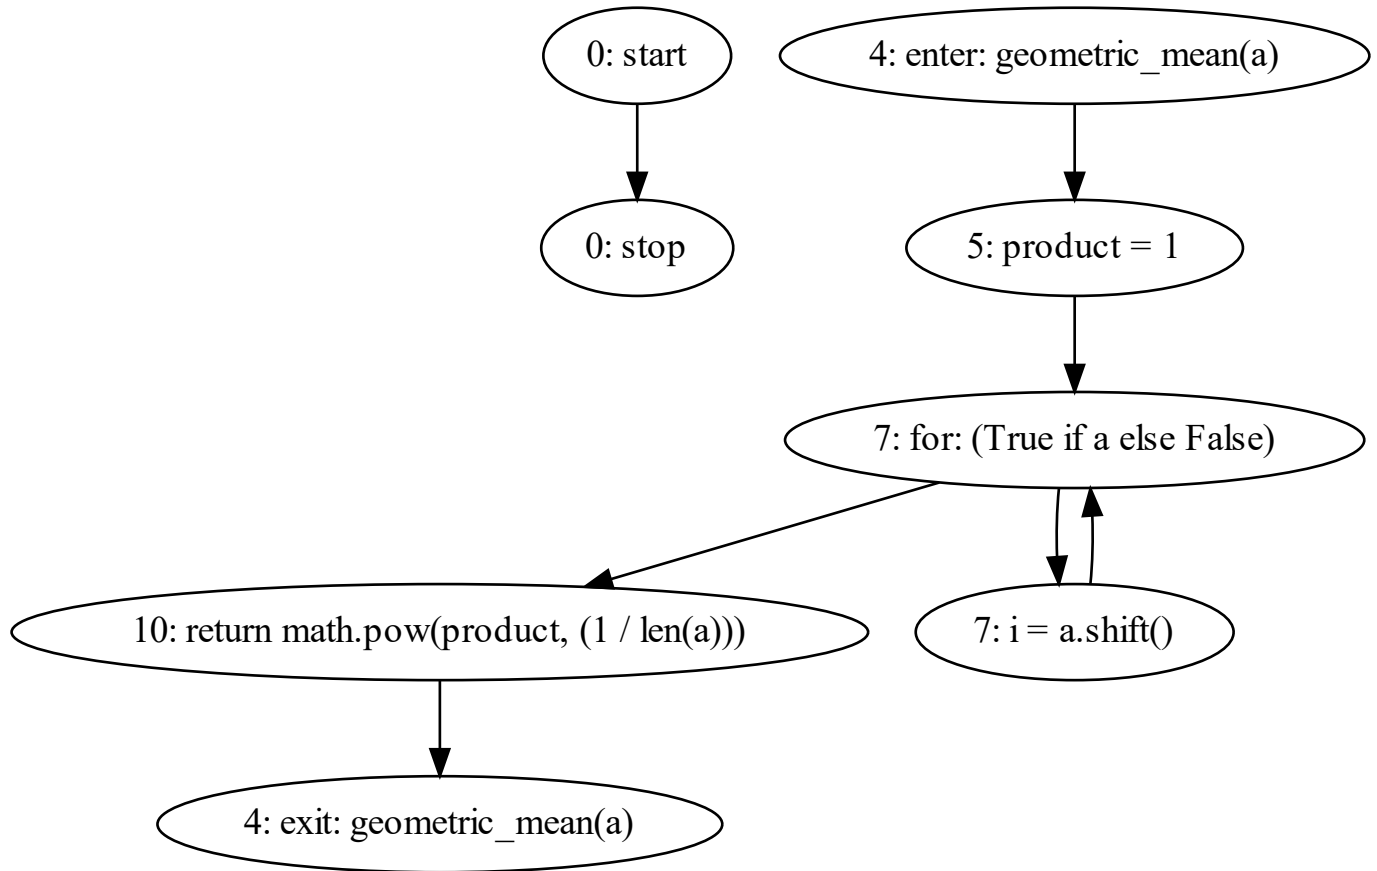 0: start
4: enter: geometric_mean(a)
0: stop
5: product = 1
7: for: (True if a else False)
10: return math.pow(product, (1 / len(a)))
7: i = a.shift()
4: exit: geometric_mean(a)